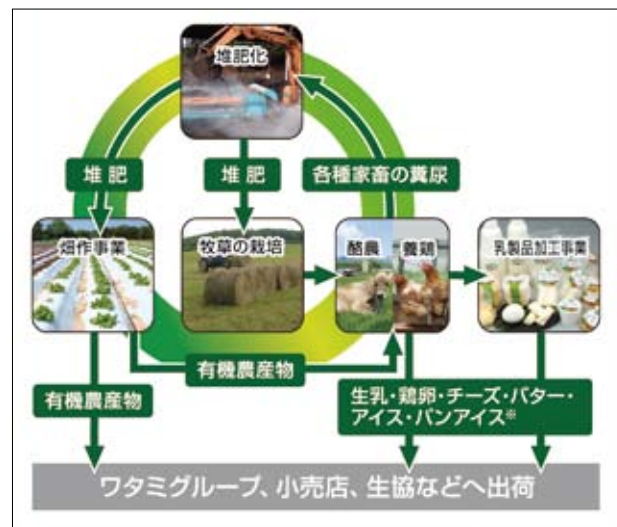 堆肥化
堆肥
堆肥
各種家畜の糞尿
畑作事業
牧草の栽培
酪農
養鶏
乳製品加工事業
有機農産物
有機農産物
生乳・鶏卵・チーズ・バター・
アイス・パンアイス※
ワタミグループ、小売店、生協などへ出荷